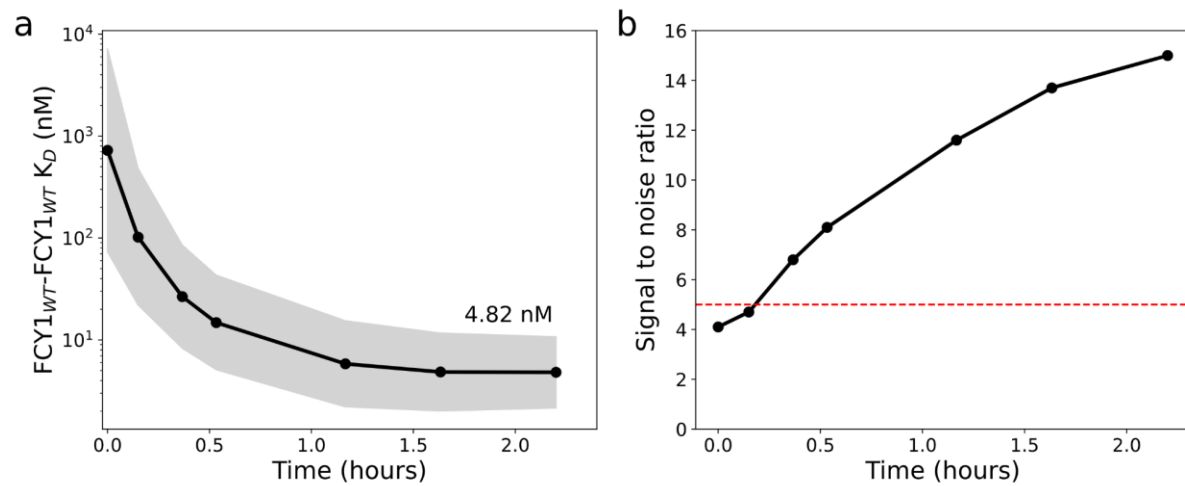 a
FCY1WT-FCY1WT KD (nM)
10^4
10^3
10^2
10^1
4.82 nM
0.0 0.5 1.0 1.5 2.0
Time (hours)
b
Signal to noise ratio
16
14
12
10
8
6
4
2
0
0.0 0.5 1.0 1.5 2.0
Time (hours)